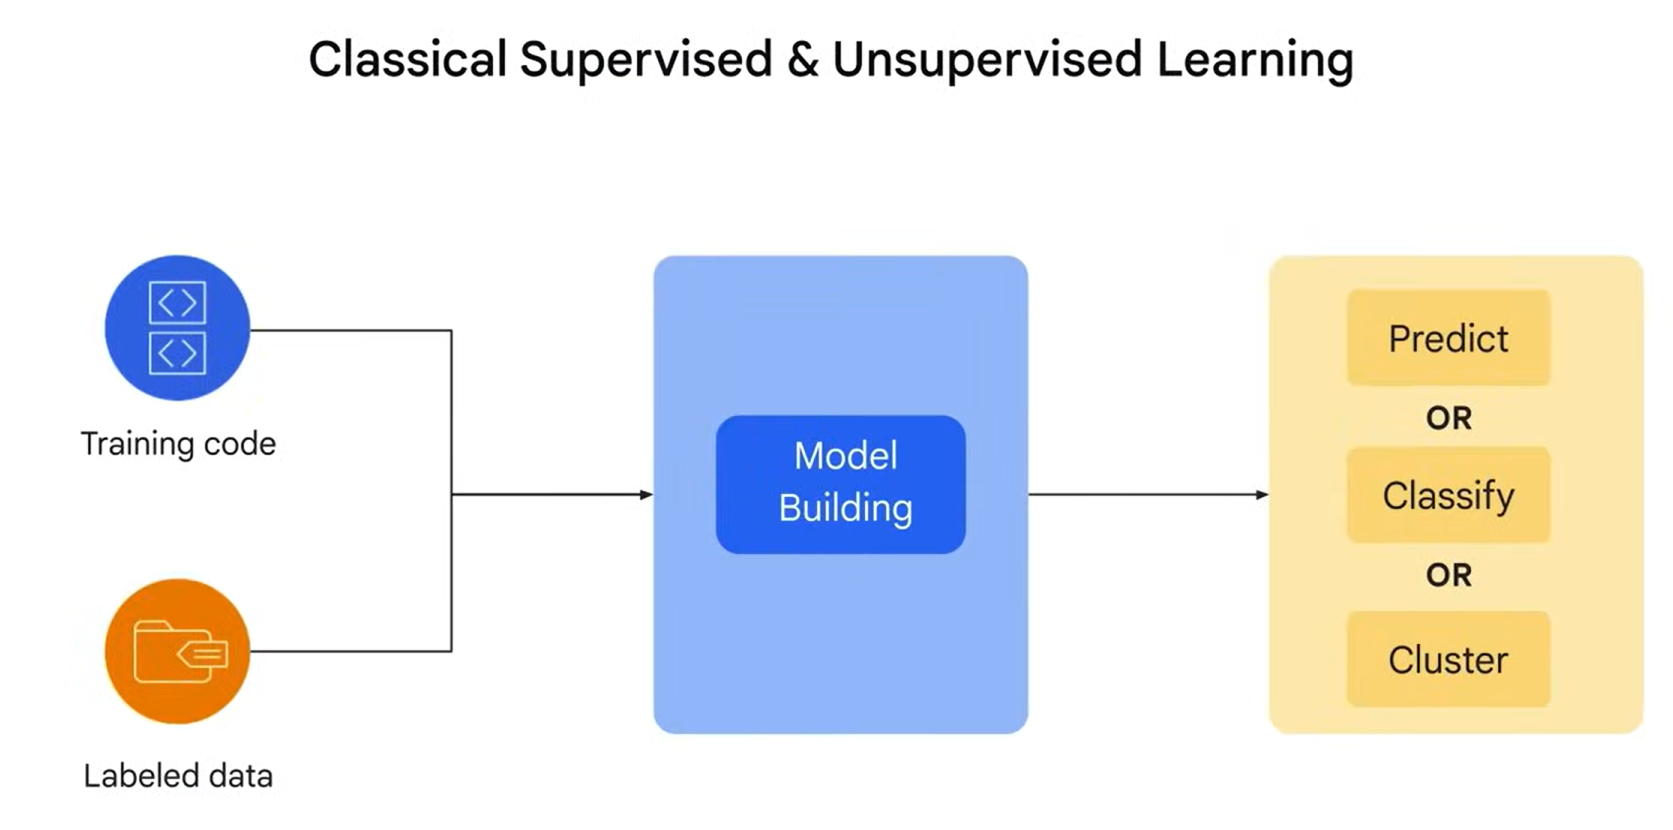 Classical Supervised & Unsupervised Learning
Training code
Labeled data
Model
Building
Predict
OR
Classify
OR
Cluster